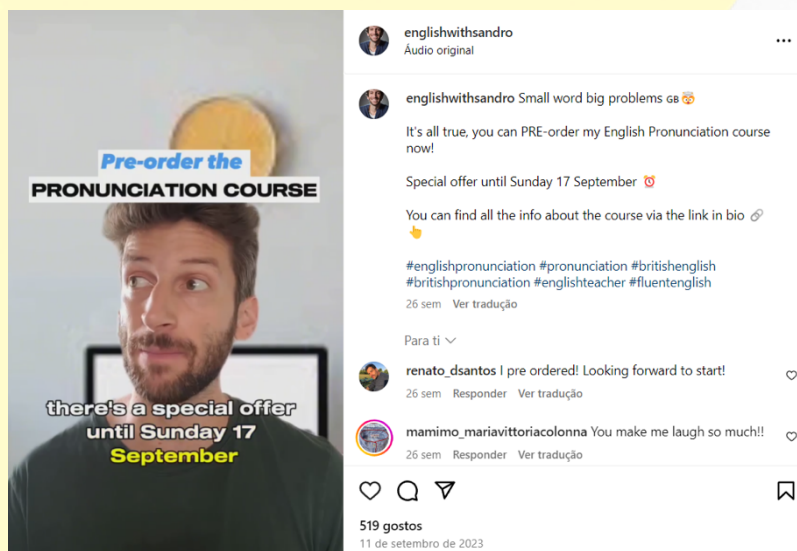 Pre-order the
PRONUNCIATION COURSE
there's a special offer
until Sunday 17
September
englishwithsandro
Áudio original
englishwithsandro Small word big problems GB 🤯
It's all true, you can PRE-order my English Pronunciation course
now!
Special offer until Sunday 17 September ⏰
You can find all the info about the course via the link in bio 🔗
👆
#englishpronunciation #pronunciation #britishenglish
#britishpronunciation #englishteacher #fluentenglish
26 sem Ver tradução
Para ti
renato_dsantos I pre ordered! Looking forward to start!
26 sem Responder Ver tradução
mamimo_mariavittoriacolonna You make me laugh so much!!
26 sem Responder Ver tradução
519 gostos
11 de setembro de 2023